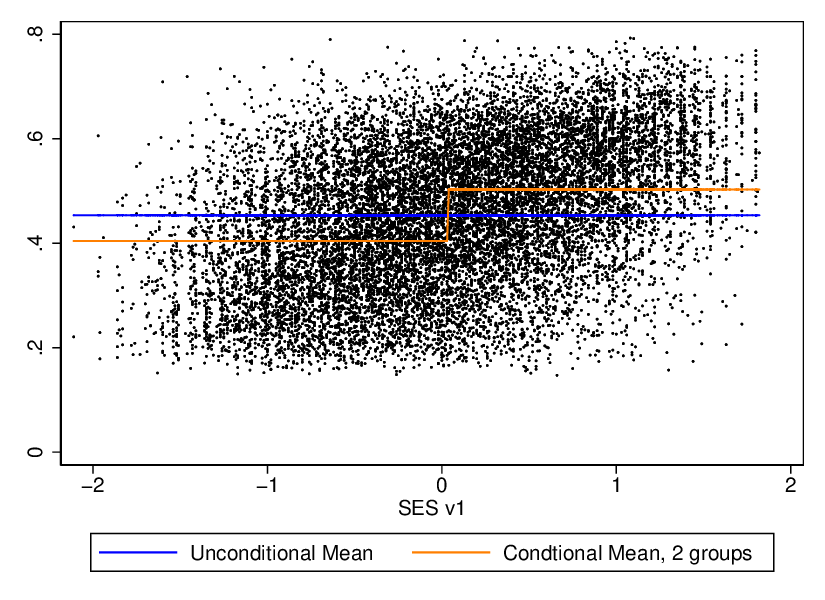 .8
.6
.4
.2
0
−2 −1 0 1 2
SES v1
Unconditional Mean Condtional Mean, 2 groups